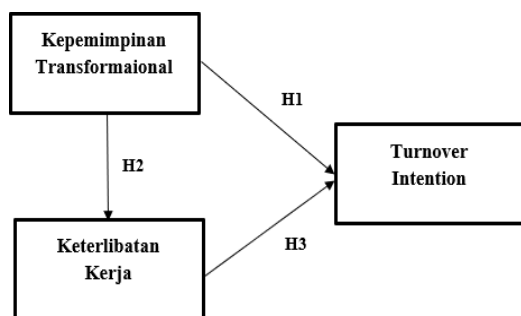 Kepemimpinan
Transformaional
H1
H2
Turnover
Intention
Keterlibatan
Kerja
H3